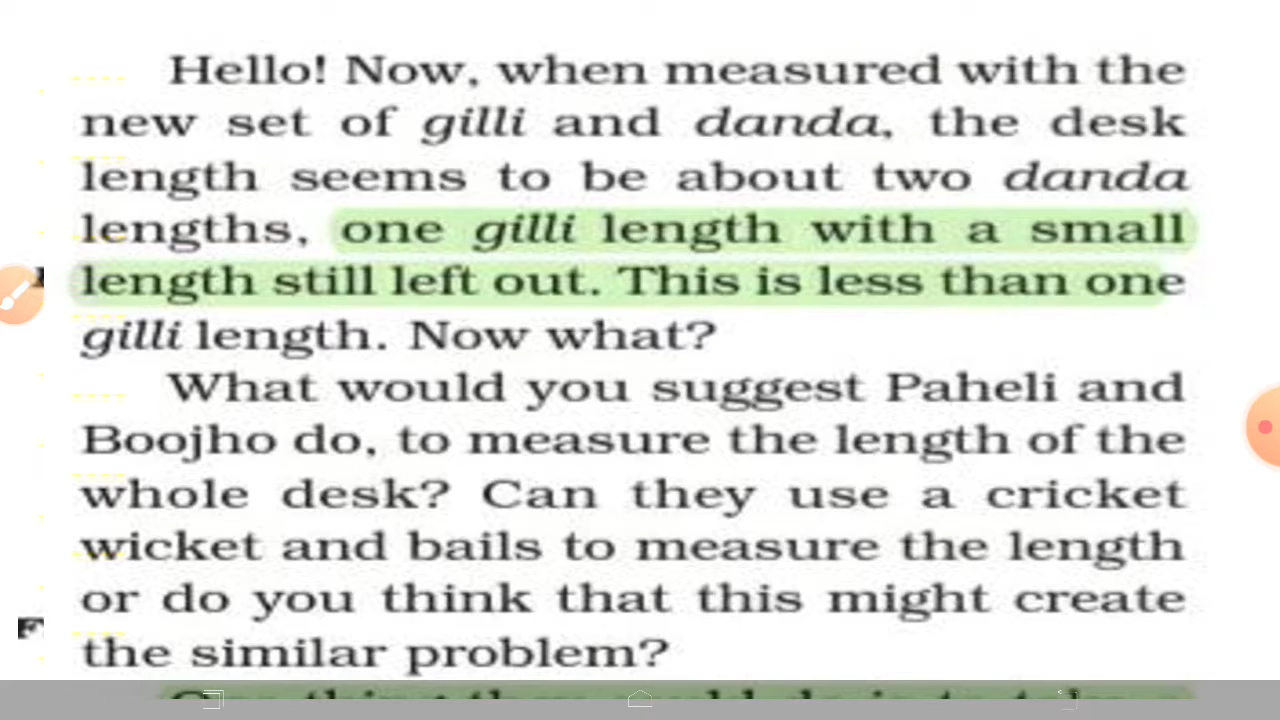 Hello! Now, when measured with the
new set of gilli and danda, the desk
length seems to be about two danda
lengths, one gilli length with a small
length still left out. This is less than one
gilli length. Now what?
What would you suggest Paheli and
Boojho do, to measure the length of the
whole desk? Can they use a cricket
wicket and bails to measure the length
or do you think that this might create
the similar problem?